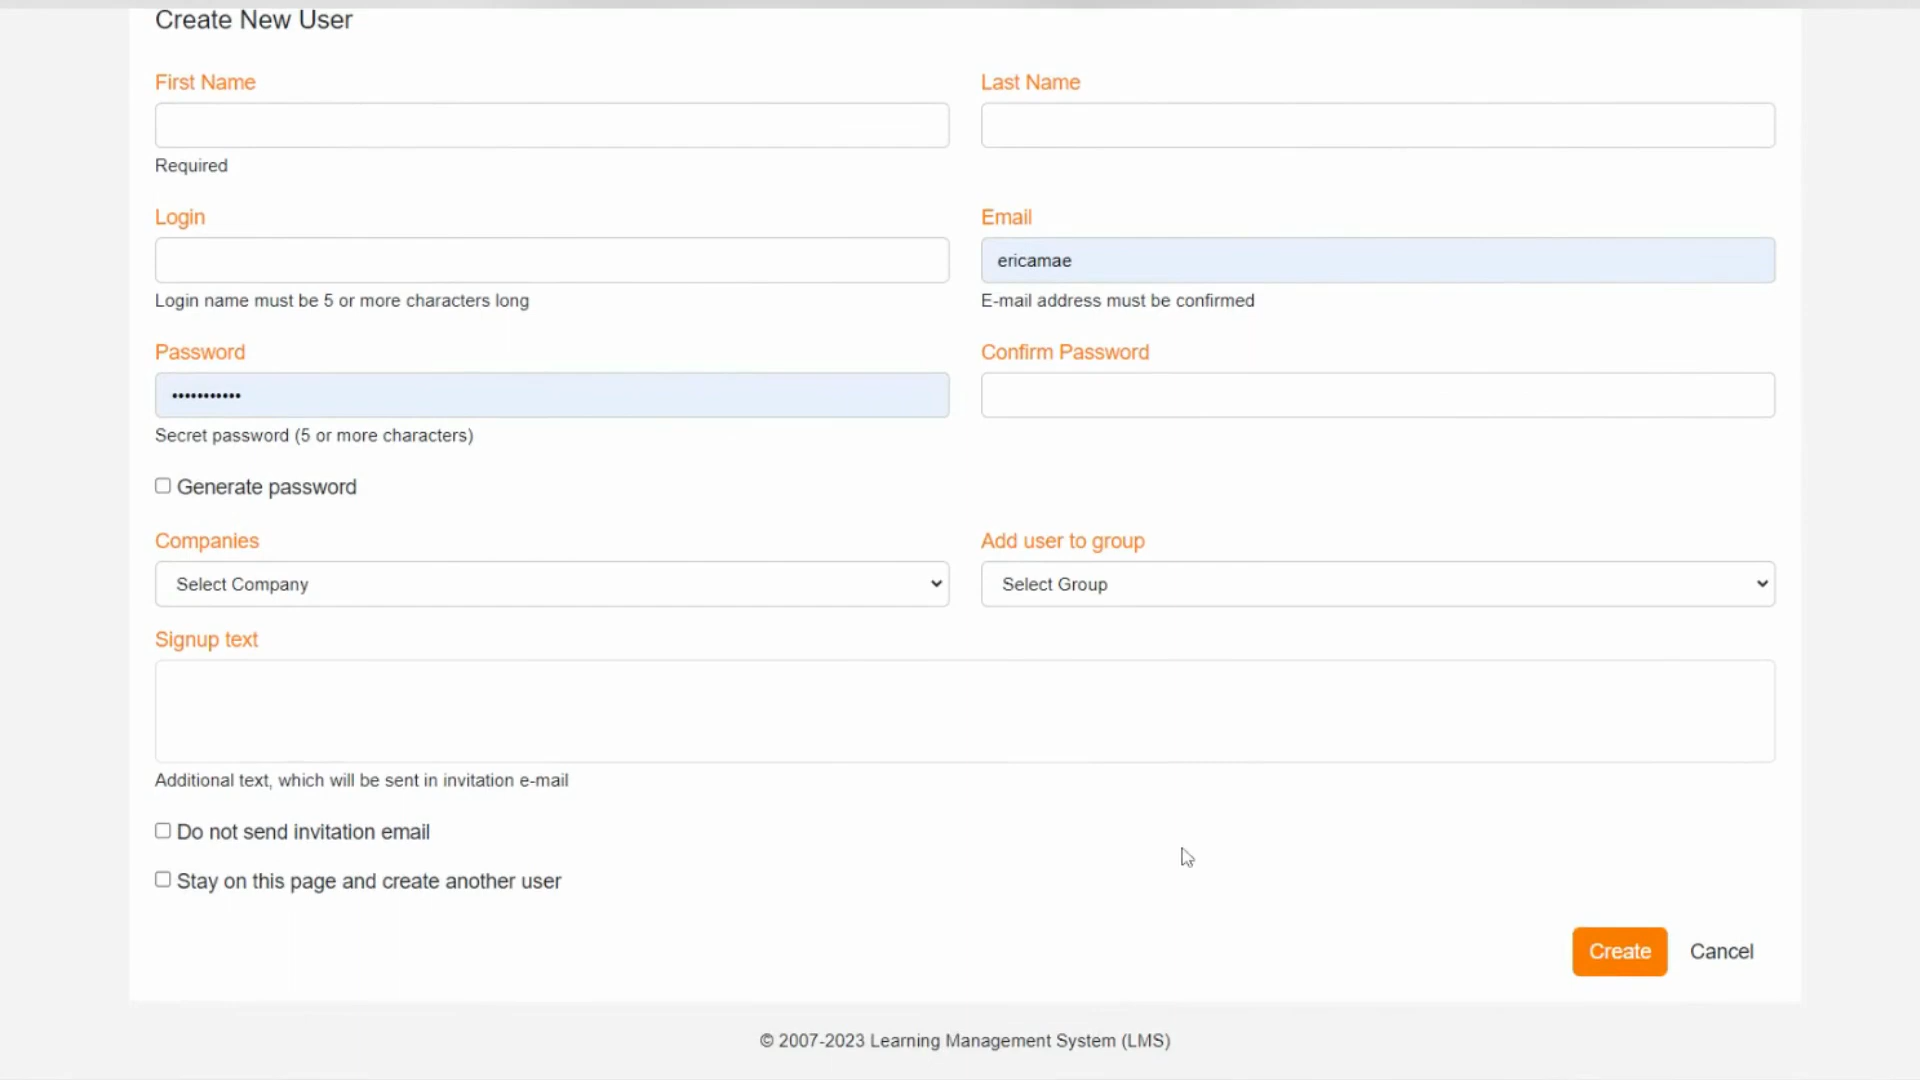 Create New User
First Name
Last Name
Required
Login
Email
ericamae
Login name must be 5 or more characters long
E-mail address must be confirmed
Password
Confirm Password
•••••••••••
Secret password (5 or more characters)
Generate password
Companies
Add user to group
Select Company
Select Group
Signup text
Additional text, which will be sent in invitation e-mail
Do not send invitation email
Stay on this page and create another user
Create
Cancel
© 2007-2023 Learning Management System (LMS)